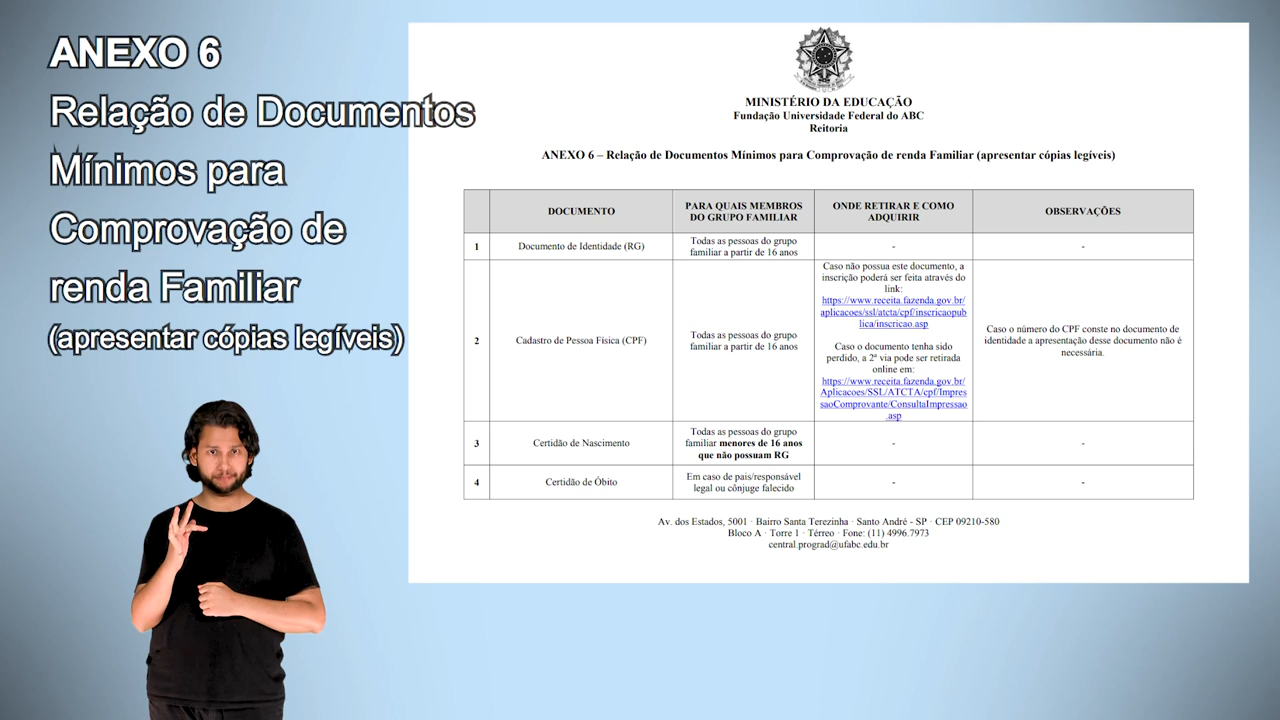 ANEXO 6
Relação de Documentos
Mínimos para
Comprovação de
renda Familiar
(apresentar cópias legíveis)
MINISTÉRIO DA EDUCAÇÃO
Fundação Universidade Federal do ABC
Reitoria
ANEXO 6 – Relação de Documentos Mínimos para Comprovação de renda Familiar (apresentar cópias legíveis)
DOCUMENTO
PARA QUAIS MEMBROS
DO GRUPO FAMILIAR
ONDE RETIRAR E COMO
ADQUIRIR
OBSERVAÇÕES
1
Documento de Identidade (RG)
Todas as pessoas do grupo
familiar a partir de 16 anos
-
-
2
Cadastro de Pessoa Física (CPF)
Todas as pessoas do grupo
familiar a partir de 16 anos
Caso não possua este documento, a
inscrição poderá ser feita através do
link:
https://www.receita.fazenda.gov.br/
aplicacoes/ssl/atcta/cpf/inscricaopub
lica/inscricao.asp
Caso o documento tenha sido
perdido, a 2ª via pode ser retirada
online em:
https://www.receita.fazenda.gov.br/
Aplicacoes/SSL/ATCTA/cpf/Impres
saoComprovante/ConsultaImpressao
.asp
Caso o número do CPF conste no documento de
identidade a apresentação desse documento não é
necessária.
3
Certidão de Nascimento
Todas as pessoas do grupo
familiar menores de 16 anos
que não possuam RG
-
-
4
Certidão de Óbito
Em caso de pais/responsável
legal ou cônjuge falecido
-
-
Av. dos Estados, 5001 · Bairro Santa Terezinha · Santo André - SP · CEP 09210-580
Bloco A · Torre 1 · Térreo · Fone: (11) 4996.7973
central.prograd@ufabc.edu.br